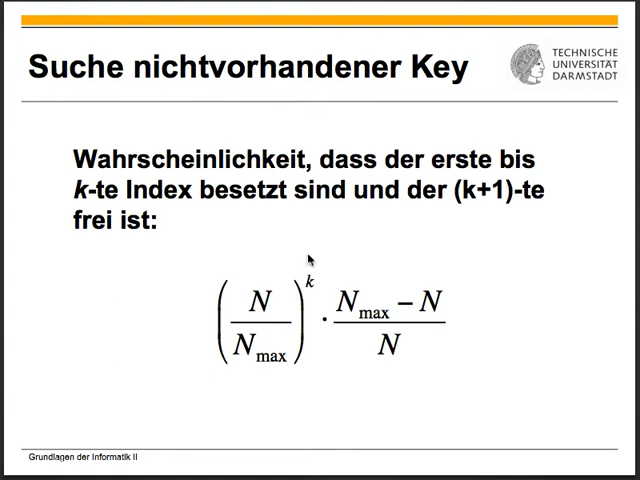 Suche nichtvorhandener Key
TECHNISCHE
UNIVERSITÄT
DARMSTADT
Wahrscheinlichkeit, dass der erste bis
k-te Index besetzt sind und der (k+1)-te
frei ist:
(N / N_max)^k · (N_max − N) / N
Grundlagen der Informatik II